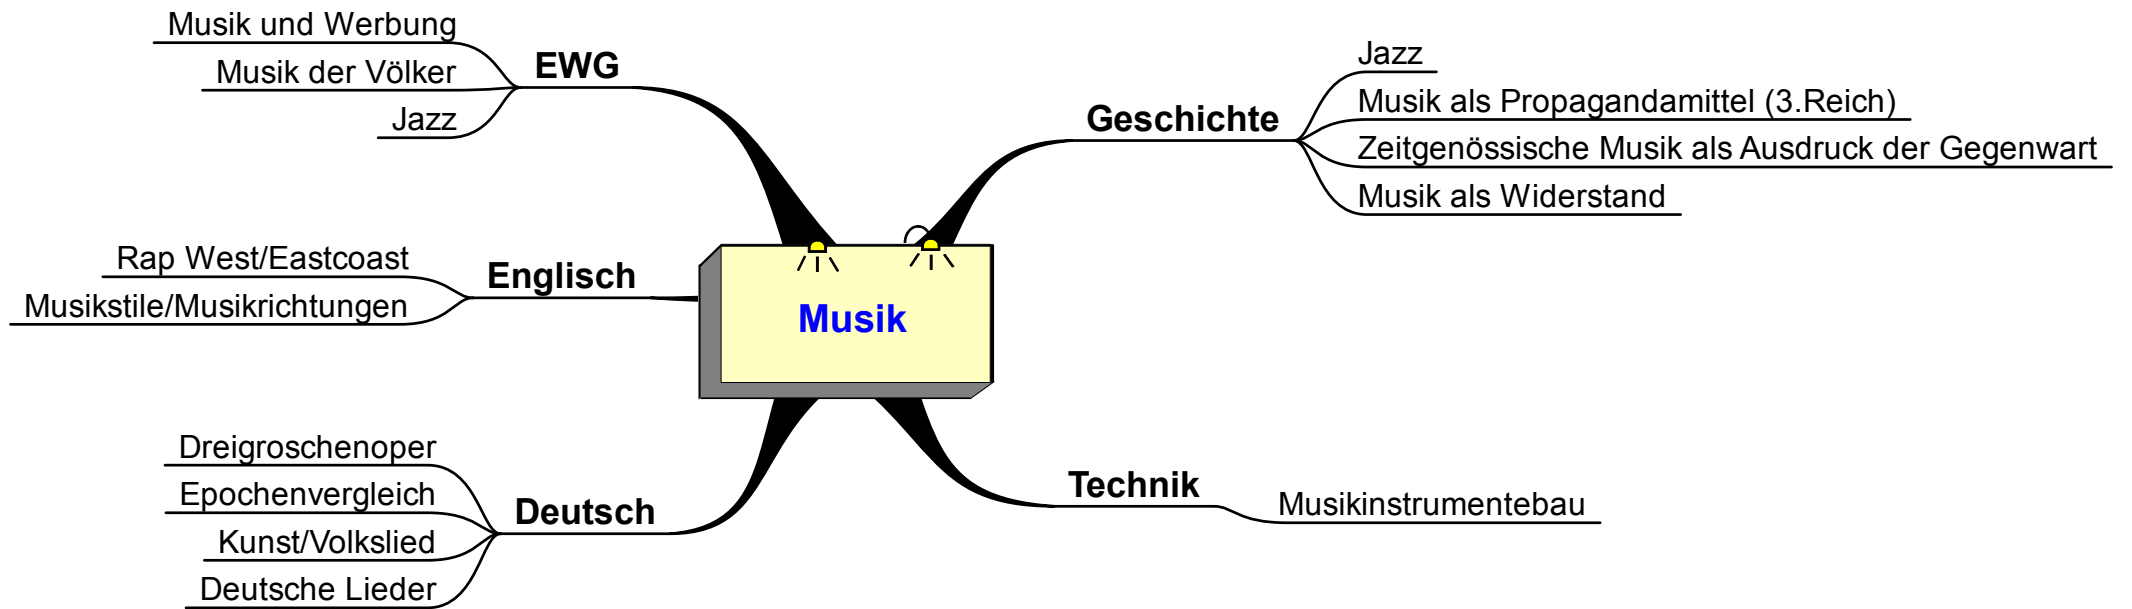 Musik und Werbung
Musik der Völker
Jazz
EWG
Geschichte
Jazz
Musik als Propagandamittel (3.Reich)
Zeitgenössische Musik als Ausdruck der Gegenwart
Musik als Widerstand
Rap West/Eastcoast
Musikstile/Musikrichtungen
Englisch
Musik
Dreigroschenoper
Epochenvergleich
Kunst/Volkslied
Deutsche Lieder
Deutsch
Technik
Musikinstrumentebau